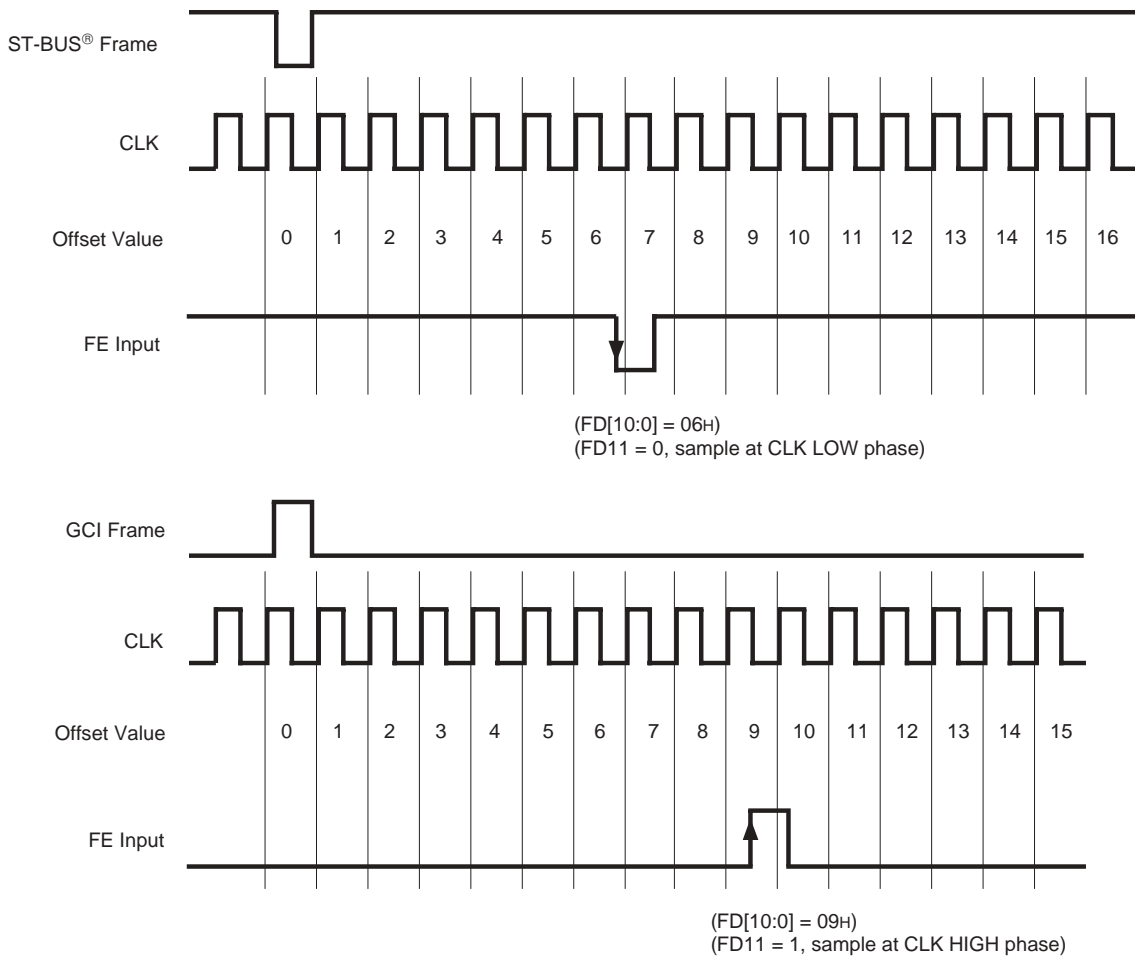 ST-BUS® Frame
CLK
Offset Value 0 1 2 3 4 5 6 7 8 9 10 11 12 13 14 15 16
FE Input
(FD[10:0] = 06H)
(FD11 = 0, sample at CLK LOW phase)
GCI Frame
CLK
Offset Value 0 1 2 3 4 5 6 7 8 9 10 11 12 13 14 15
FE Input
(FD[10:0] = 09H)
(FD11 = 1, sample at CLK HIGH phase)